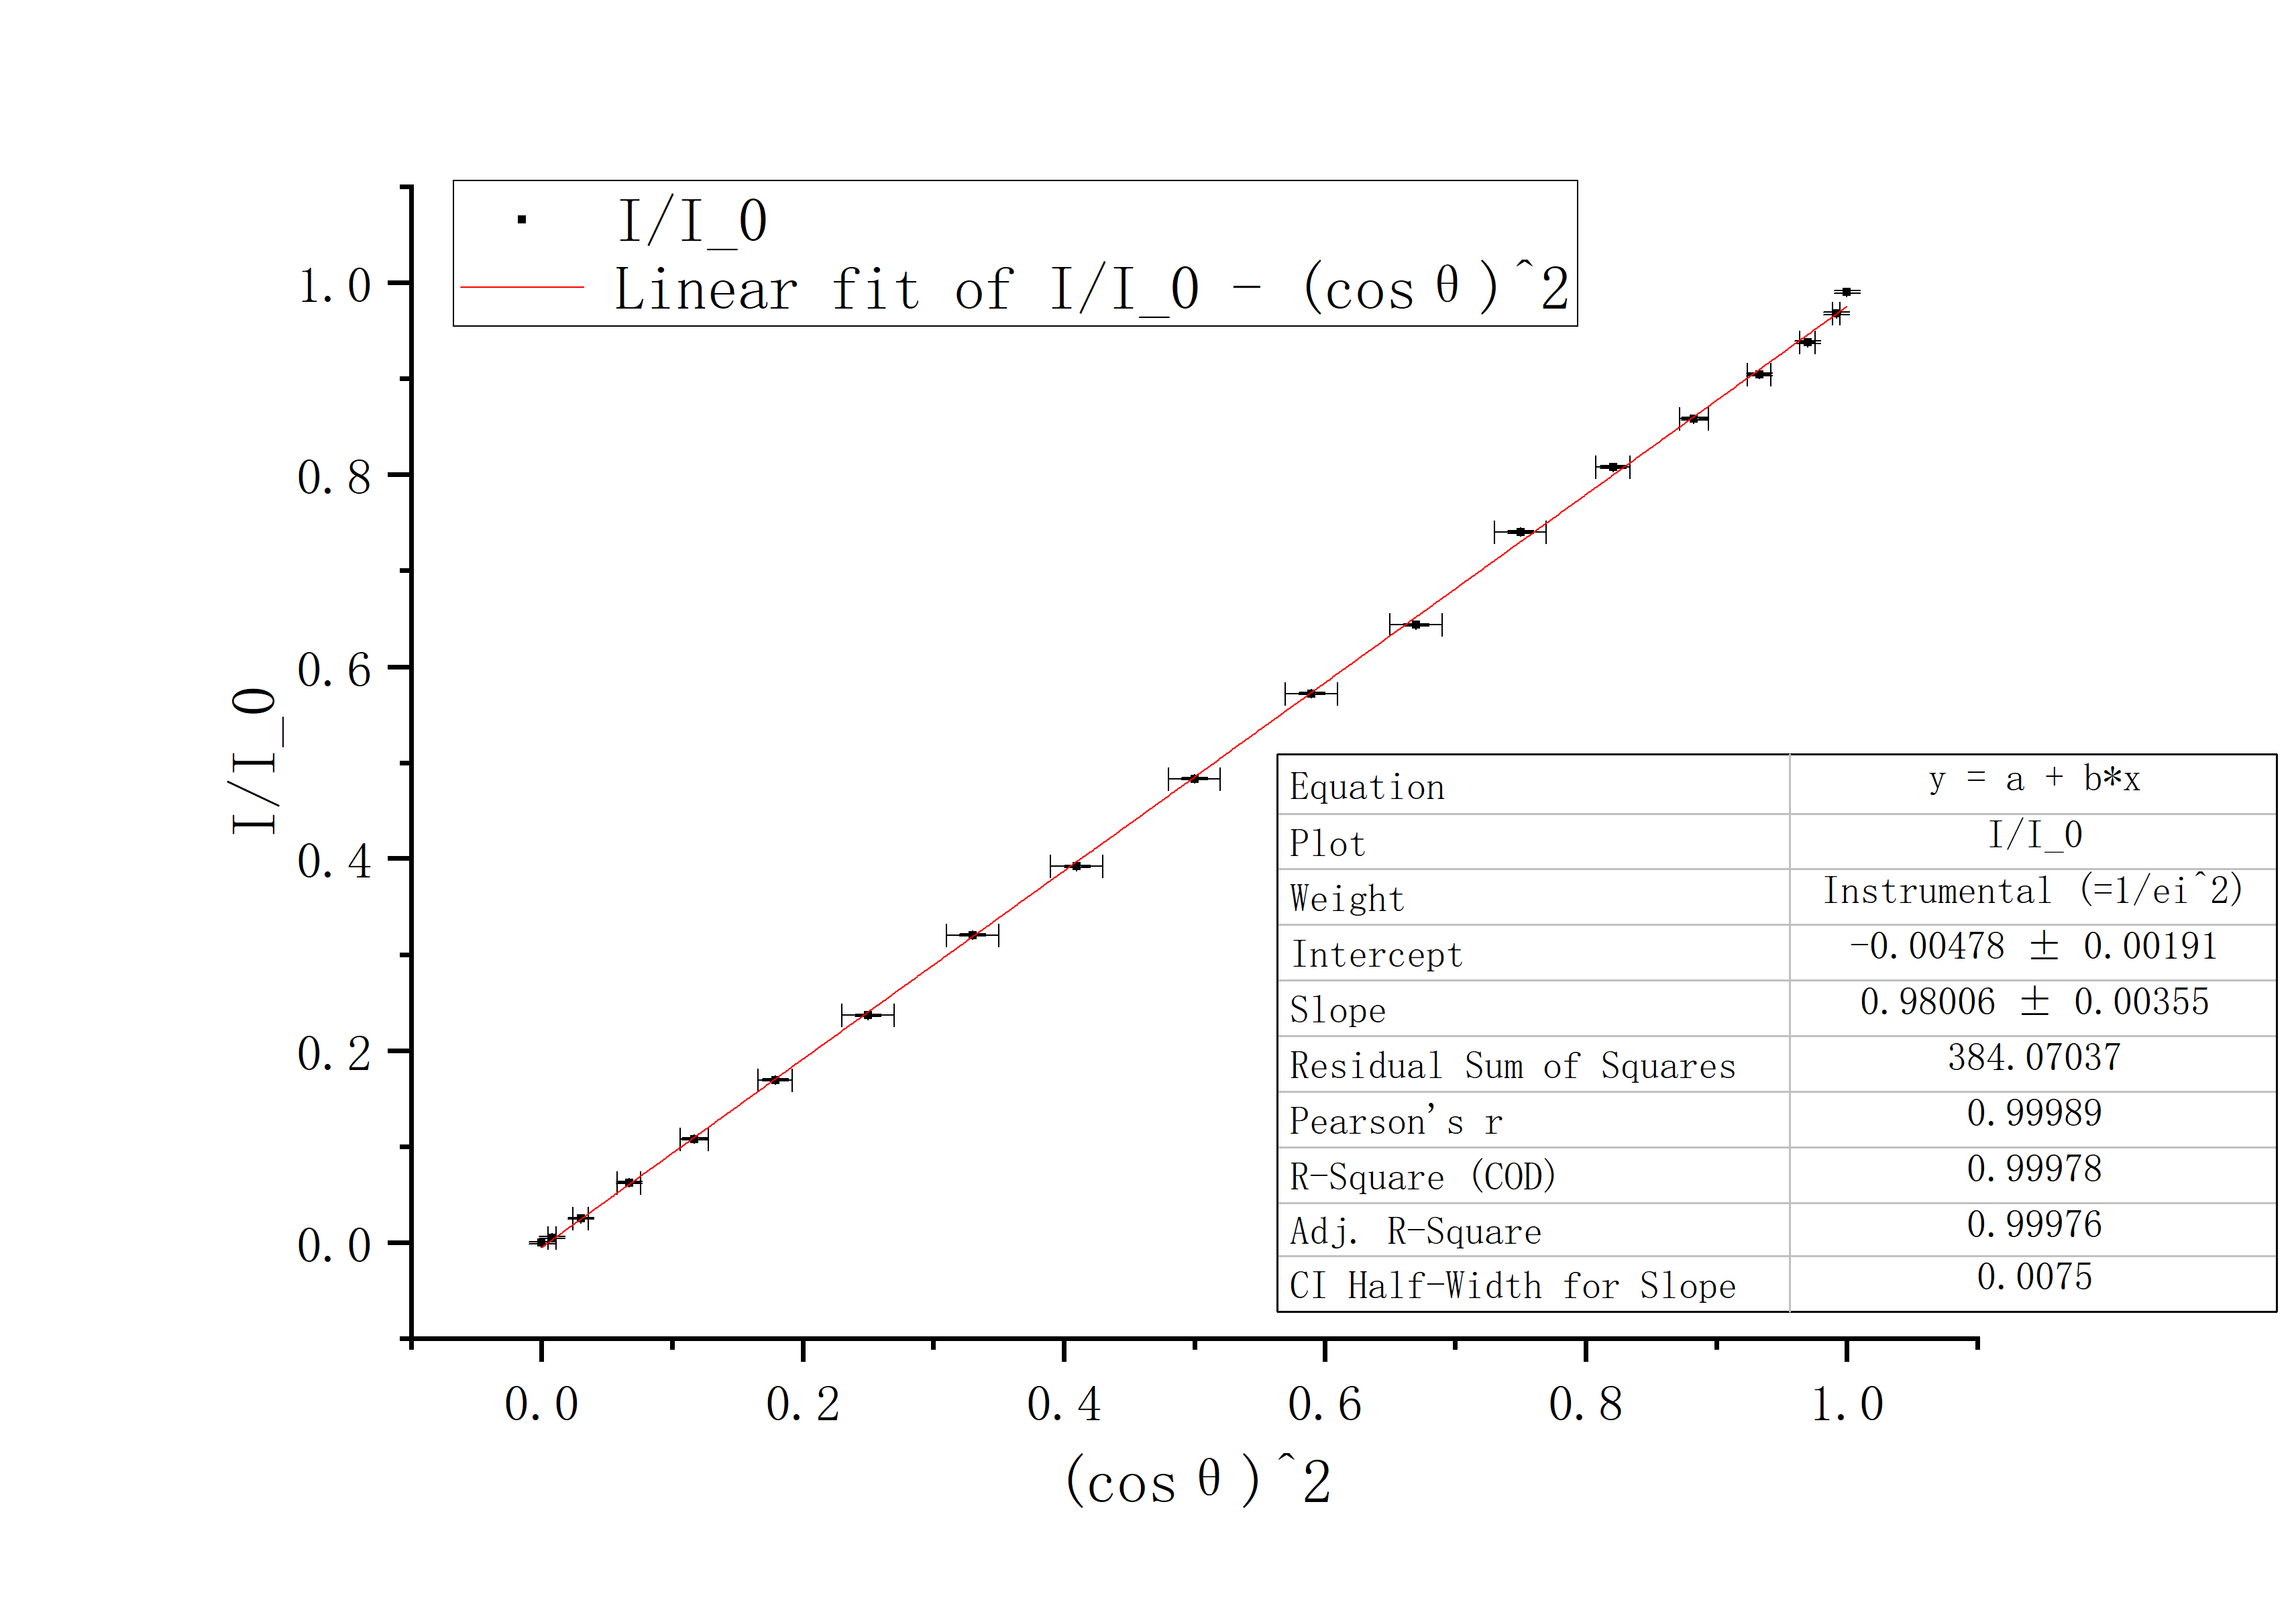 I/I_0
Linear fit of I/I_0 - (cosθ)^2
1.0
0.8
0.6
0.4
0.2
0.0
I/I_0
0.0 0.2 0.4 0.6 0.8 1.0
(cosθ)^2
Equation y = a + b*x
Plot I/I_0
Weight Instrumental (=1/ei^2)
Intercept -0.00478 ± 0.00191
Slope 0.98006 ± 0.00355
Residual Sum of Squares 384.07037
Pearson's r 0.99989
R-Square (COD) 0.99978
Adj. R-Square 0.99976
CI Half-Width for Slope 0.0075